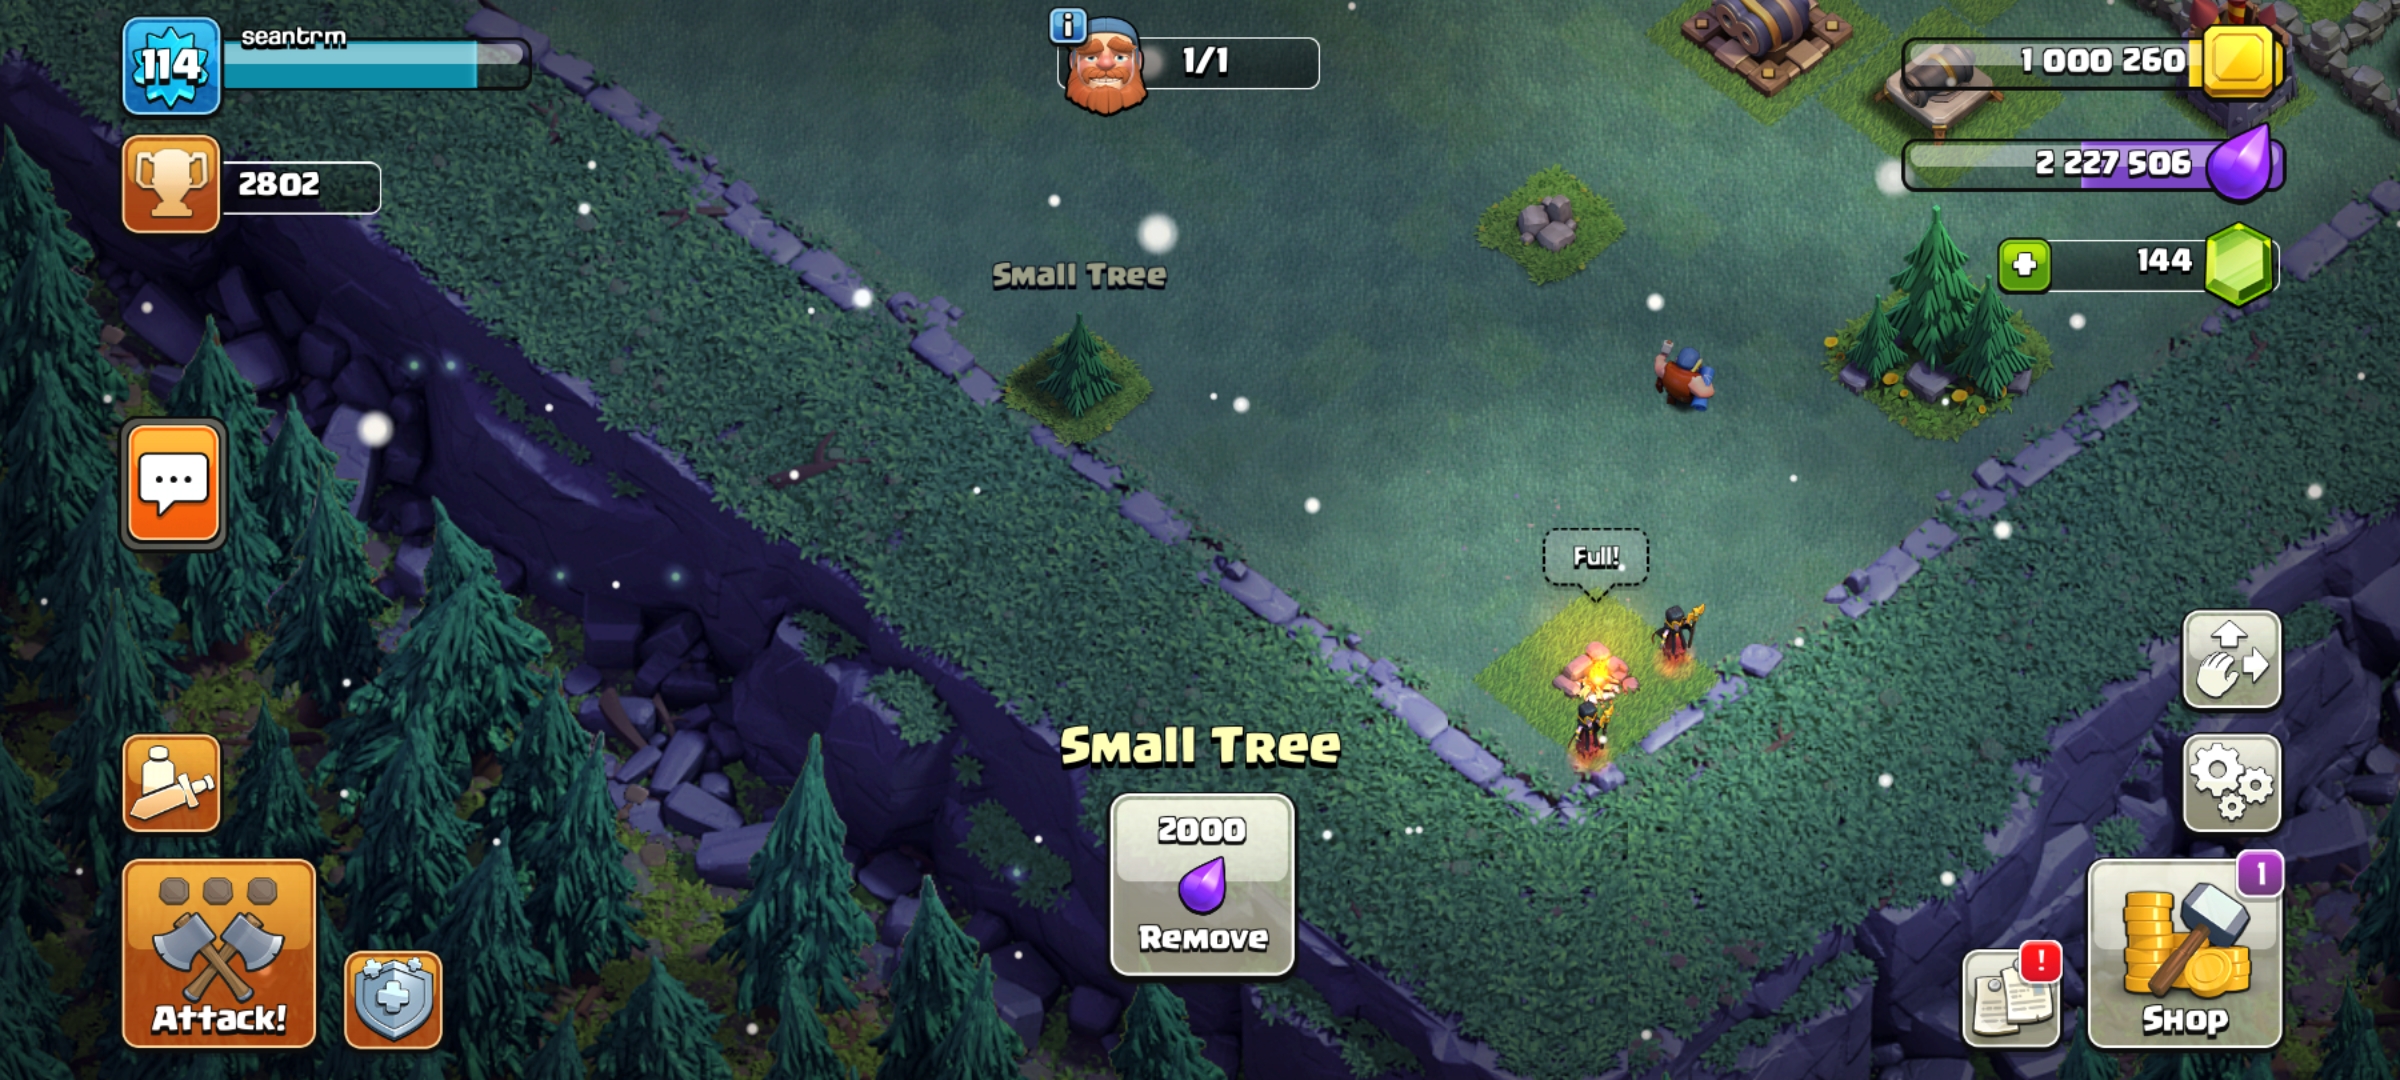 114
seantrm
i
1/1
1 000 260
2802
2 227 506
144
Small Tree
Full!
Small Tree
2000
Remove
Attack!
1
!
Shop